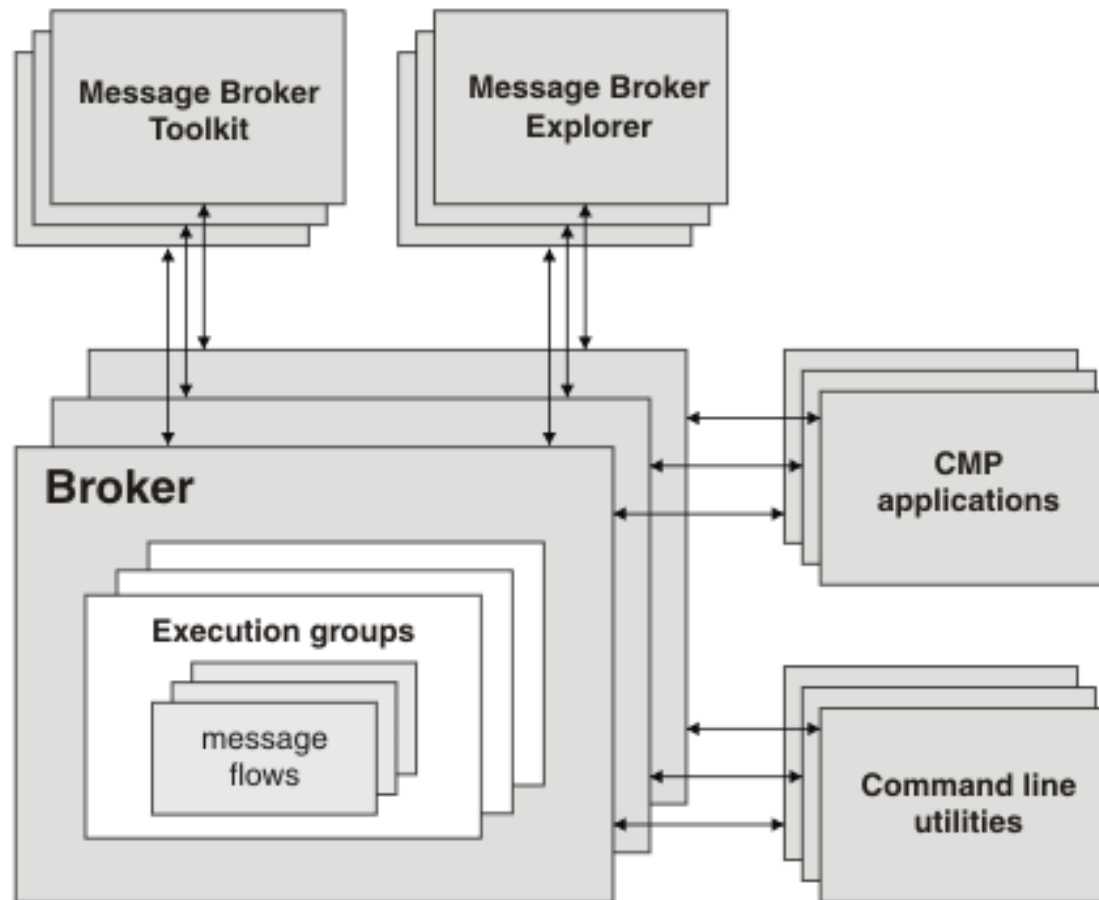 Message Broker
Toolkit
Message Broker
Explorer
Broker
Execution groups
message
flows
CMP
applications
Command line
utilities